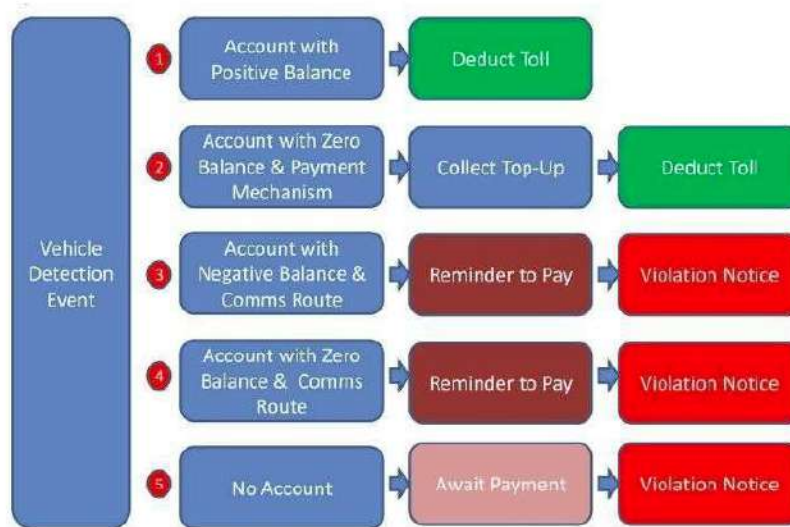 Vehicle
Detection
Event
1
Account with
Positive Balance
Deduct Toll
2
Account with Zero
Balance & Payment
Mechanism
Collect Top-Up
Deduct Toll
3
Account with
Negative Balance &
Comms Route
Reminder to Pay
Violation Notice
4
Account with Zero
Balance & Comms
Route
Reminder to Pay
Violation Notice
5
No Account
Await Payment
Violation Notice